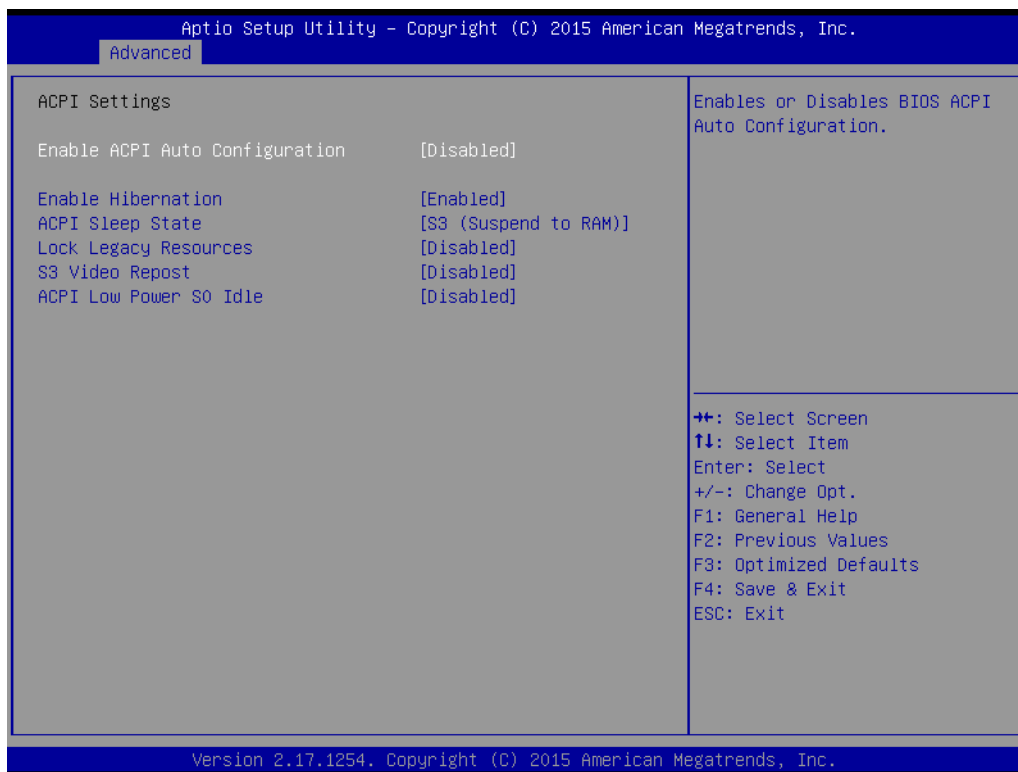 Aptio Setup Utility – Copyright (C) 2015 American Megatrends, Inc.
Advanced
ACPI Settings
Enable ACPI Auto Configuration [Disabled]
Enable Hibernation [Enabled]
ACPI Sleep State [S3 (Suspend to RAM)]
Lock Legacy Resources [Disabled]
S3 Video Repost [Disabled]
ACPI Low Power S0 Idle [Disabled]
Enables or Disables BIOS ACPI
Auto Configuration.
→←: Select Screen
↑↓: Select Item
Enter: Select
+/-: Change Opt.
F1: General Help
F2: Previous Values
F3: Optimized Defaults
F4: Save & Exit
ESC: Exit
Version 2.17.1254. Copyright (C) 2015 American Megatrends, Inc.